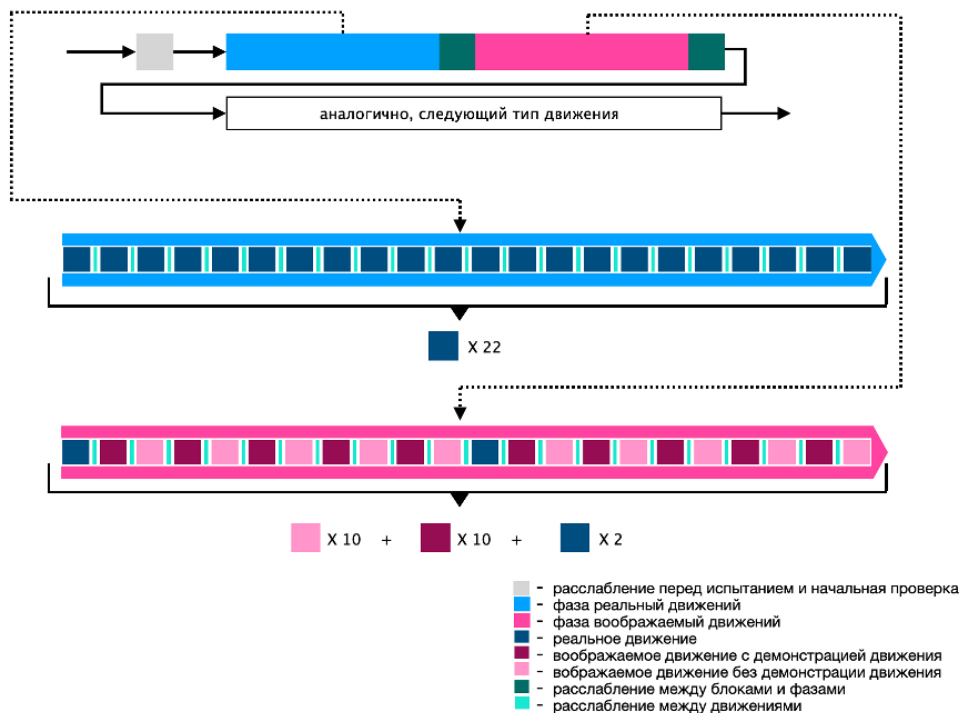 аналогично, следующий тип движения
X 22
X 10 + X 10 + X 2
- расслабление перед испытанием и начальная проверка
- фаза реальный движений
- фаза воображаемый движений
- реальное движение
- воображаемое движение с демонстрацией движения
- вображаемое движение без демонстрации движения
- расслабление между блоками и фазами
- расслабление между движениями